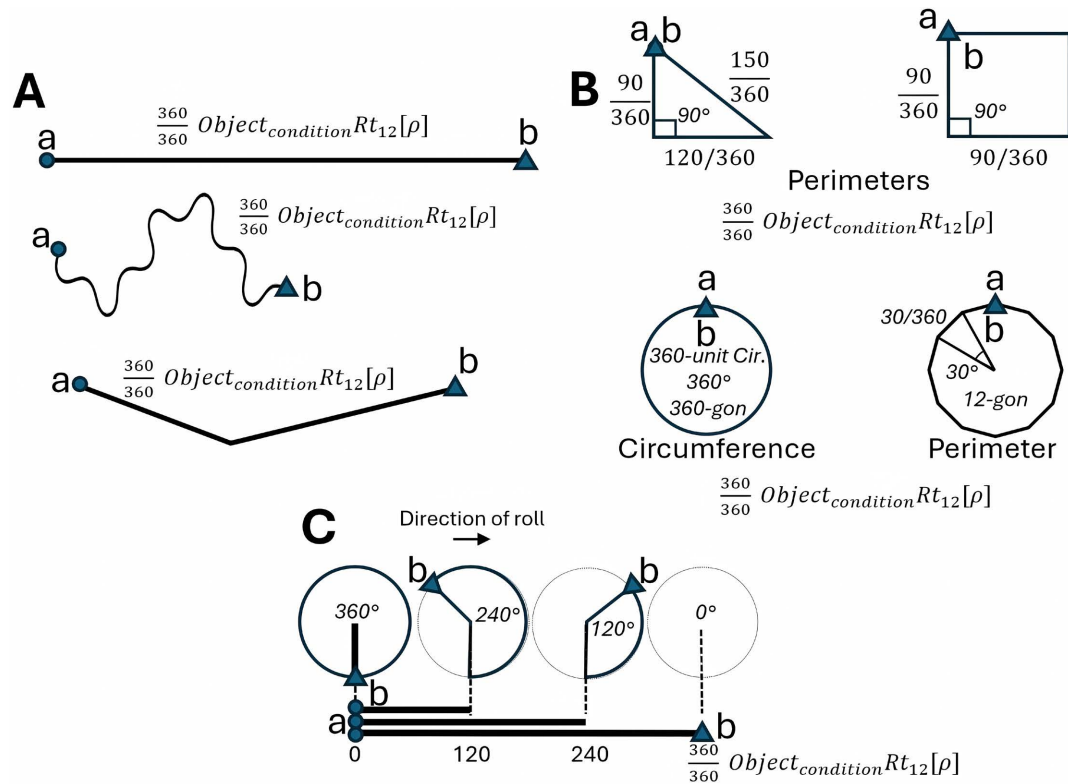 A
360/360 Object_condition Rt_12[ρ]
a b
360/360 Object_condition Rt_12[ρ]
a
b
360/360 Object_condition Rt_12[ρ]
a
b
B
a b
90/360
150/360
90°
120/360
a
b
90/360
90°
90/360
Perimeters
360/360 Object_condition Rt_12[ρ]
a
b
360-unit Cir.
360°
360-gon
Circumference
a
b
30/360
30°
12-gon
Perimeter
360/360 Object_condition Rt_12[ρ]
C
Direction of roll
360°
b
b
240°
b
120°
0°
a
b
0 120 240
360/360 Object_condition Rt_12[ρ]